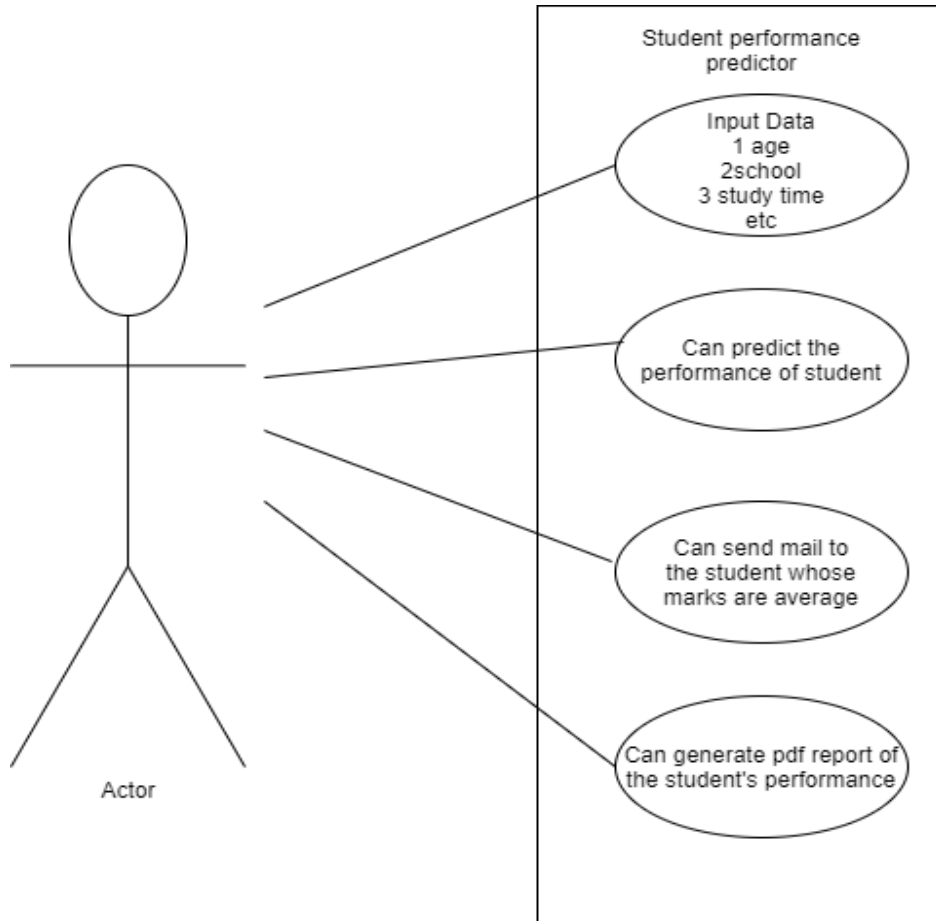 Student performance
predictor
Input Data
1 age
2school
3 study time
etc
Can predict the
performance of student
Can send mail to
the student whose
marks are average
Can generate pdf report of
the student's performance
Actor